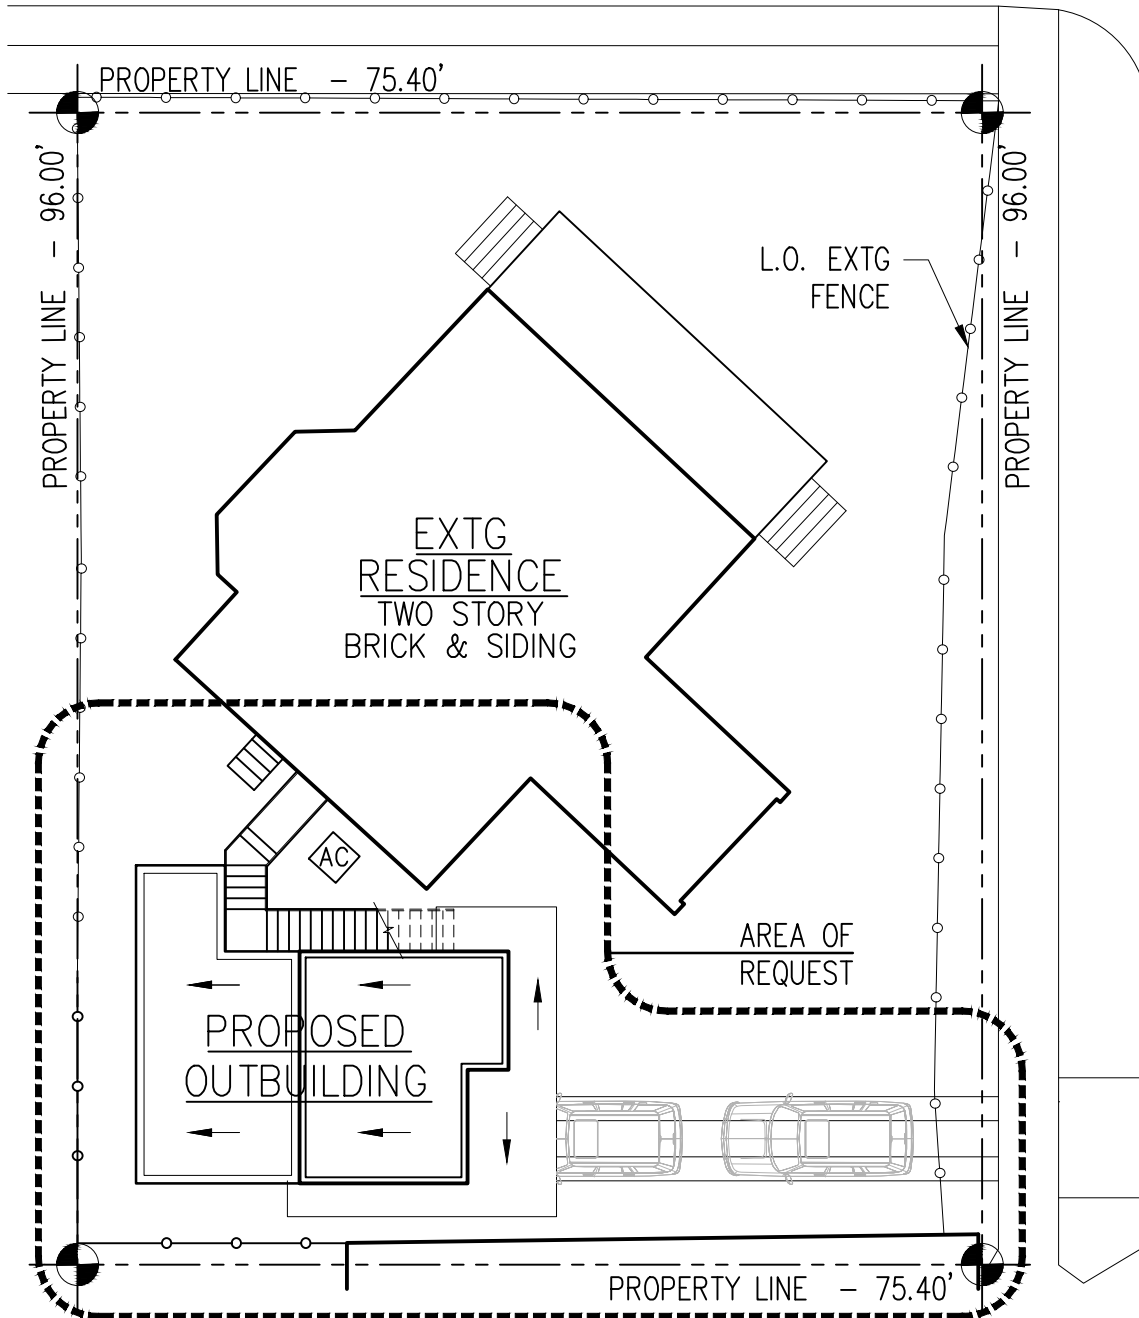 PROPERTY LINE - 75.40'
PROPERTY LINE - 96.00'
PROPERTY LINE - 96.00'
L.O. EXTG
FENCE
EXTG
RESIDENCE
TWO STORY
BRICK & SIDING
AC
AREA OF
REQUEST
PROPOSED
OUTBUILDING
PROPERTY LINE - 75.40'